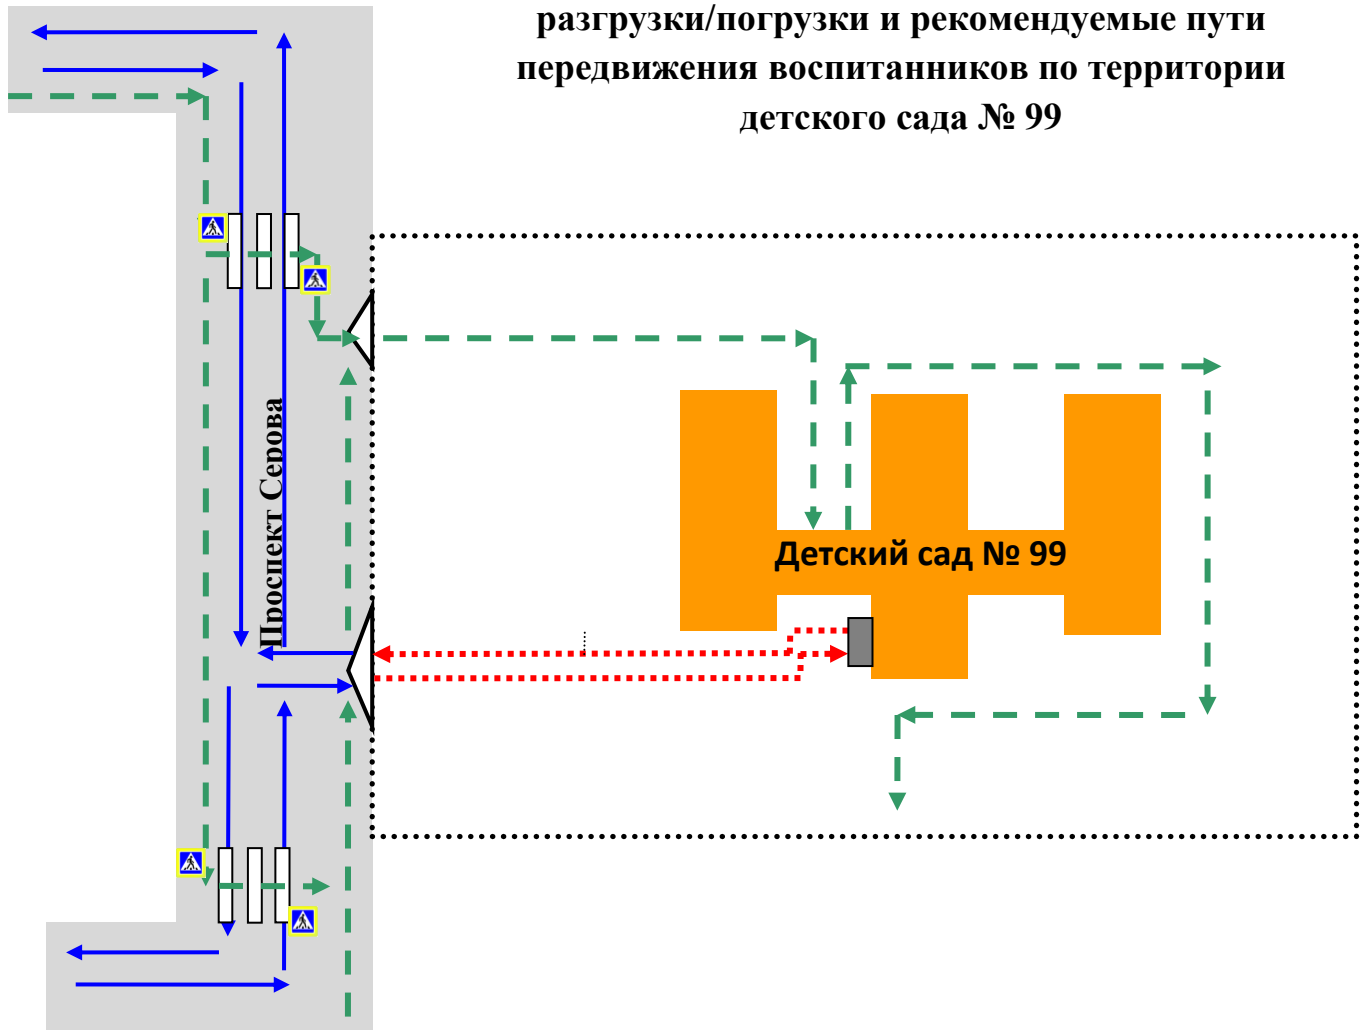 разгрузки/погрузки и рекомендуемые пути
передвижения воспитанников по территории
детского сада № 99
Проспект Серова
Детский сад № 99